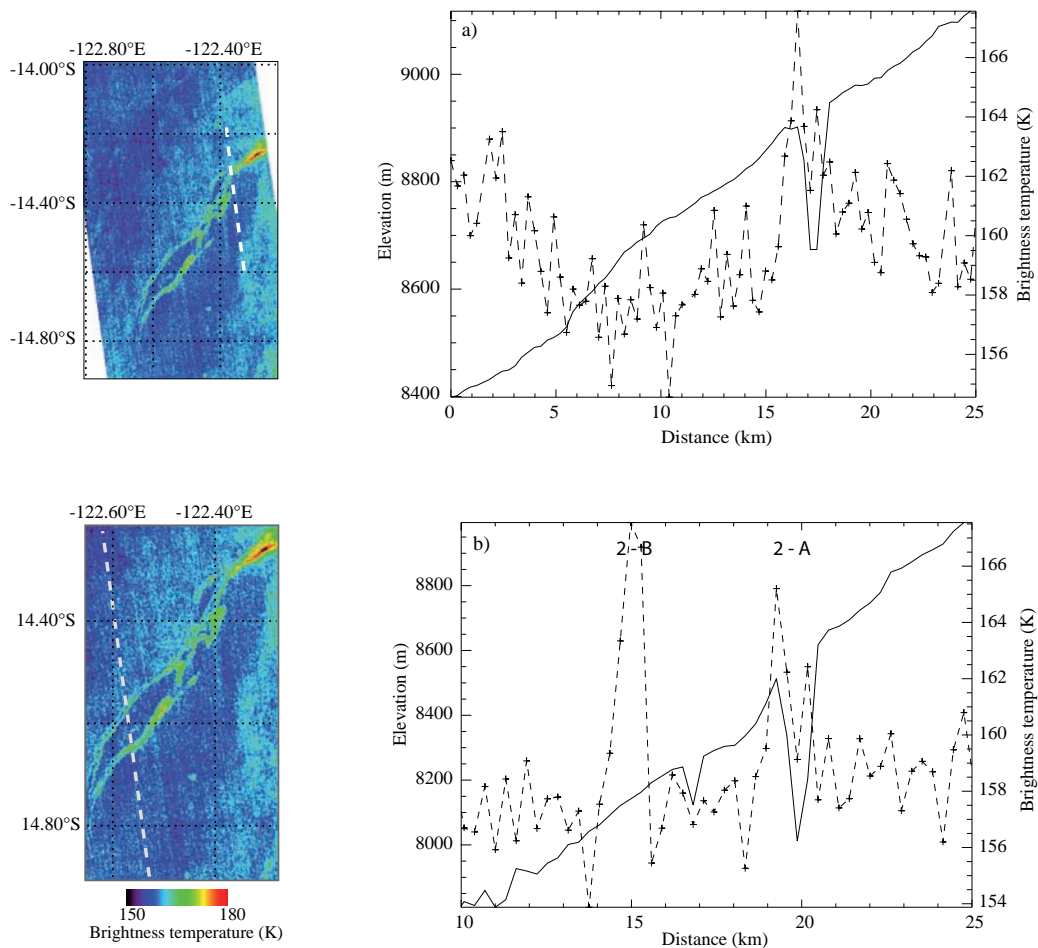 -122.80°E -122.40°E
-14.00°S
-14.40°S
-14.80°S
a)
9000
8800
8600
8400
Elevation (m)
166
164
162
160
158
156
Brightness temperature (K)
0 5 10 15 20 25
Distance (km)
-122.60°E -122.40°E
14.40°S
-14.80°S
150 180
Brightness temperature (K)
b)
2-B 2-A
8800
8600
8400
8200
8000
Elevation (m)
166
164
162
160
158
156
154
Brightness temperature (K)
10 15 20 25
Distance (km)